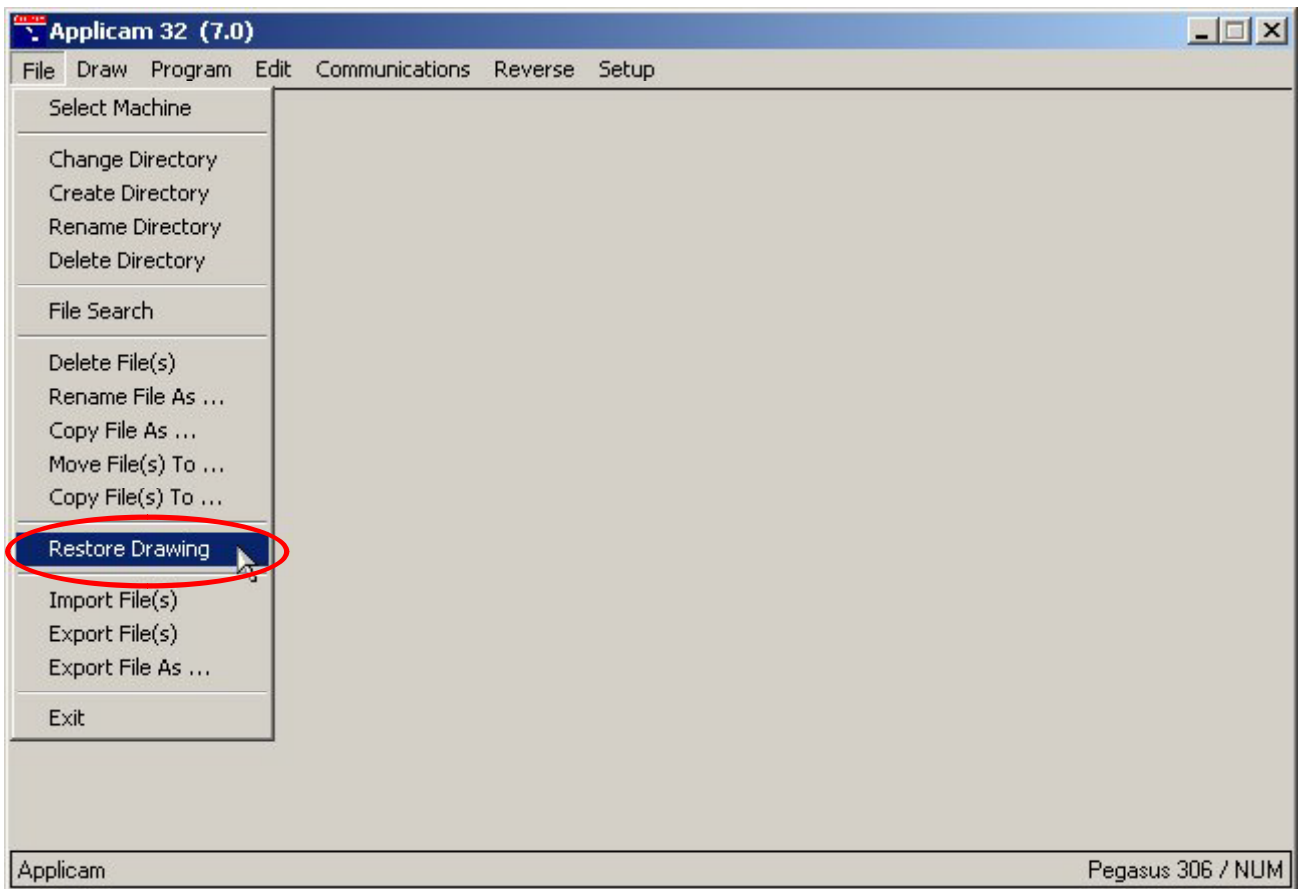 Applicam 32 (7.0)
File Draw Program Edit Communications Reverse Setup
Select Machine
Change Directory
Create Directory
Rename Directory
Delete Directory
File Search
Delete File(s)
Rename File As ...
Copy File As ...
Move File(s) To ...
Copy File(s) To ...
Restore Drawing
Import File(s)
Export File(s)
Export File As ...
Exit
Applicam Pegasus 306 / NUM